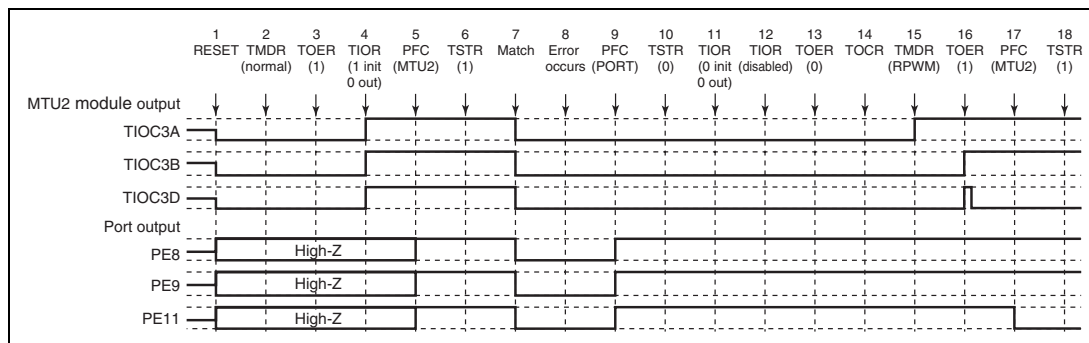 1 2 3 4 5 6 7 8 9 10 11 12 13 14 15 16 17 18
RESET TMDR TOER TIOR PFC TSTR Match Error PFC TSTR TIOR TIOR TOER TOCR TMDR TOER PFC TSTR
(normal) (1) (1 init (MTU2) (1) occurs (PORT) (0) (0 init (disabled) (0) (RPWM) (1) (MTU2) (1)
0 out) 0 out)
MTU2 module output
TIOC3A
TIOC3B
TIOC3D
Port output
PE8 High-Z
PE9 High-Z
PE11 High-Z